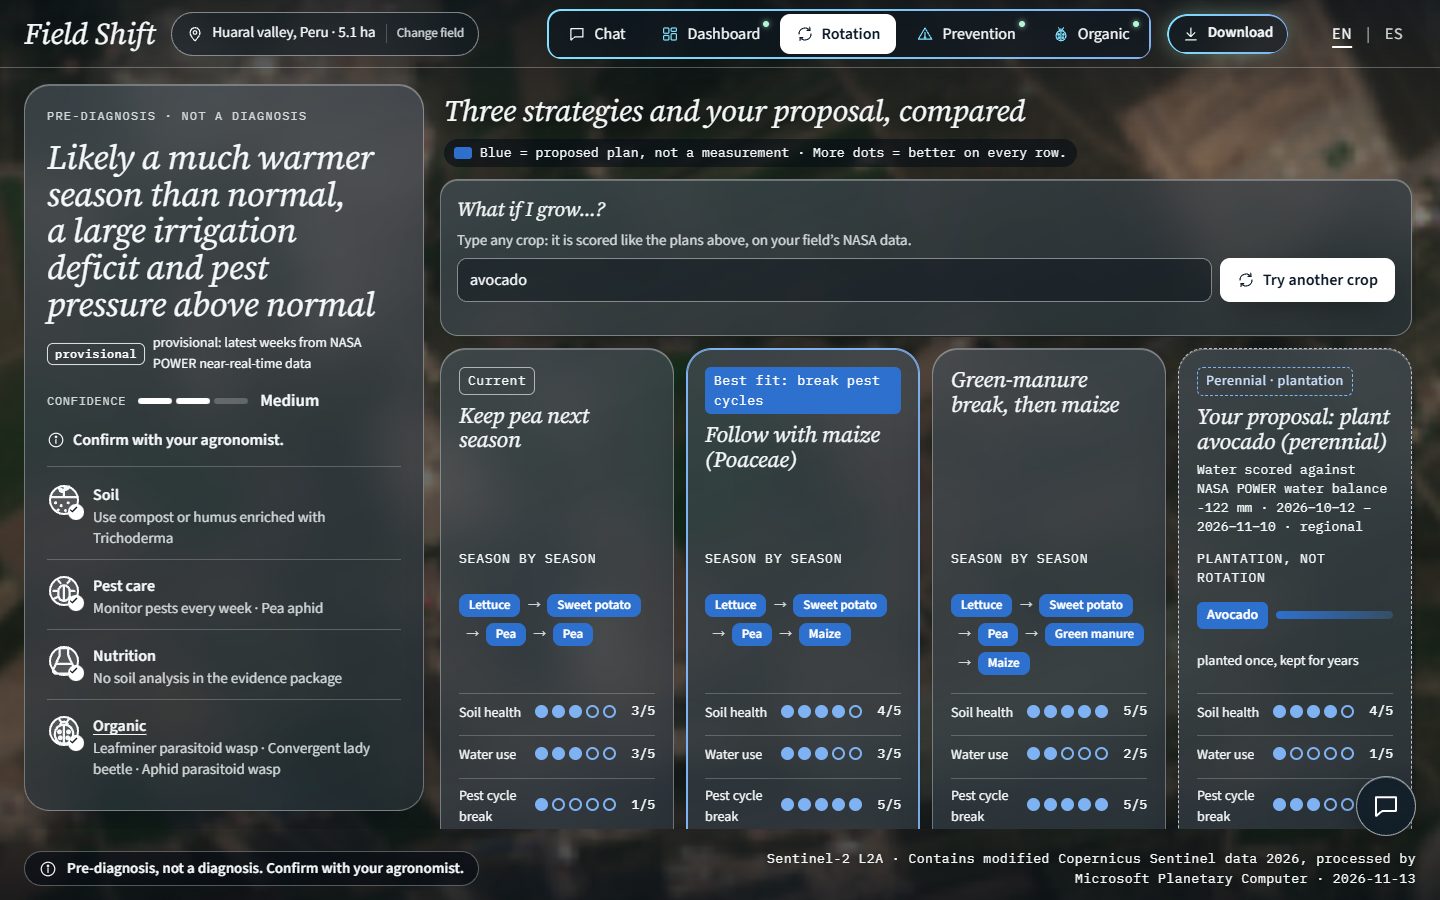 Field Shift
Huaral valley, Peru · 5.1 ha
Change field
Chat
Dashboard
Rotation
Prevention
Organic
Download
EN | ES
PRE-DIAGNOSIS · NOT A DIAGNOSIS
Likely a much warmer
season than normal,
a large irrigation
deficit and pest
pressure above normal
provisional
provisional: latest weeks from NASA
POWER near-real-time data
CONFIDENCE
Medium
Confirm with your agronomist.
Soil
Use compost or humus enriched with
Trichoderma
Pest care
Monitor pests every week · Pea aphid
Nutrition
No soil analysis in the evidence package
Organic
Leafminer parasitoid wasp · Convergent lady
beetle · Aphid parasitoid wasp
Three strategies and your proposal, compared
Blue = proposed plan, not a measurement · More dots = better on every row.
What if I grow...?
Type any crop: it is scored like the plans above, on your field's NASA data.
avocado
Try another crop
Current
Keep pea next
season
SEASON BY SEASON
Lettuce → Sweet potato
→ Pea → Pea
Soil health 3/5
Water use 3/5
Pest cycle
break
1/5
Best fit: break pest
cycles
Follow with maize
(Poaceae)
SEASON BY SEASON
Lettuce → Sweet potato
→ Pea → Maize
Soil health 4/5
Water use 3/5
Pest cycle
break
5/5
Green-manure
break, then maize
SEASON BY SEASON
Lettuce → Sweet potato
→ Pea → Green manure
→ Maize
Soil health 5/5
Water use 2/5
Pest cycle
break
5/5
Perennial · plantation
Your proposal: plant
avocado (perennial)
Water scored against
NASA POWER water balance
-122 mm · 2026-10-12 –
2026-11-10 · regional
PLANTATION, NOT
ROTATION
Avocado
planted once, kept for years
Soil health 4/5
Water use 1/5
Pest cycle
break
Pre-diagnosis, not a diagnosis. Confirm with your agronomist.
Sentinel-2 L2A · Contains modified Copernicus Sentinel data 2026, processed by
Microsoft Planetary Computer · 2026-11-13